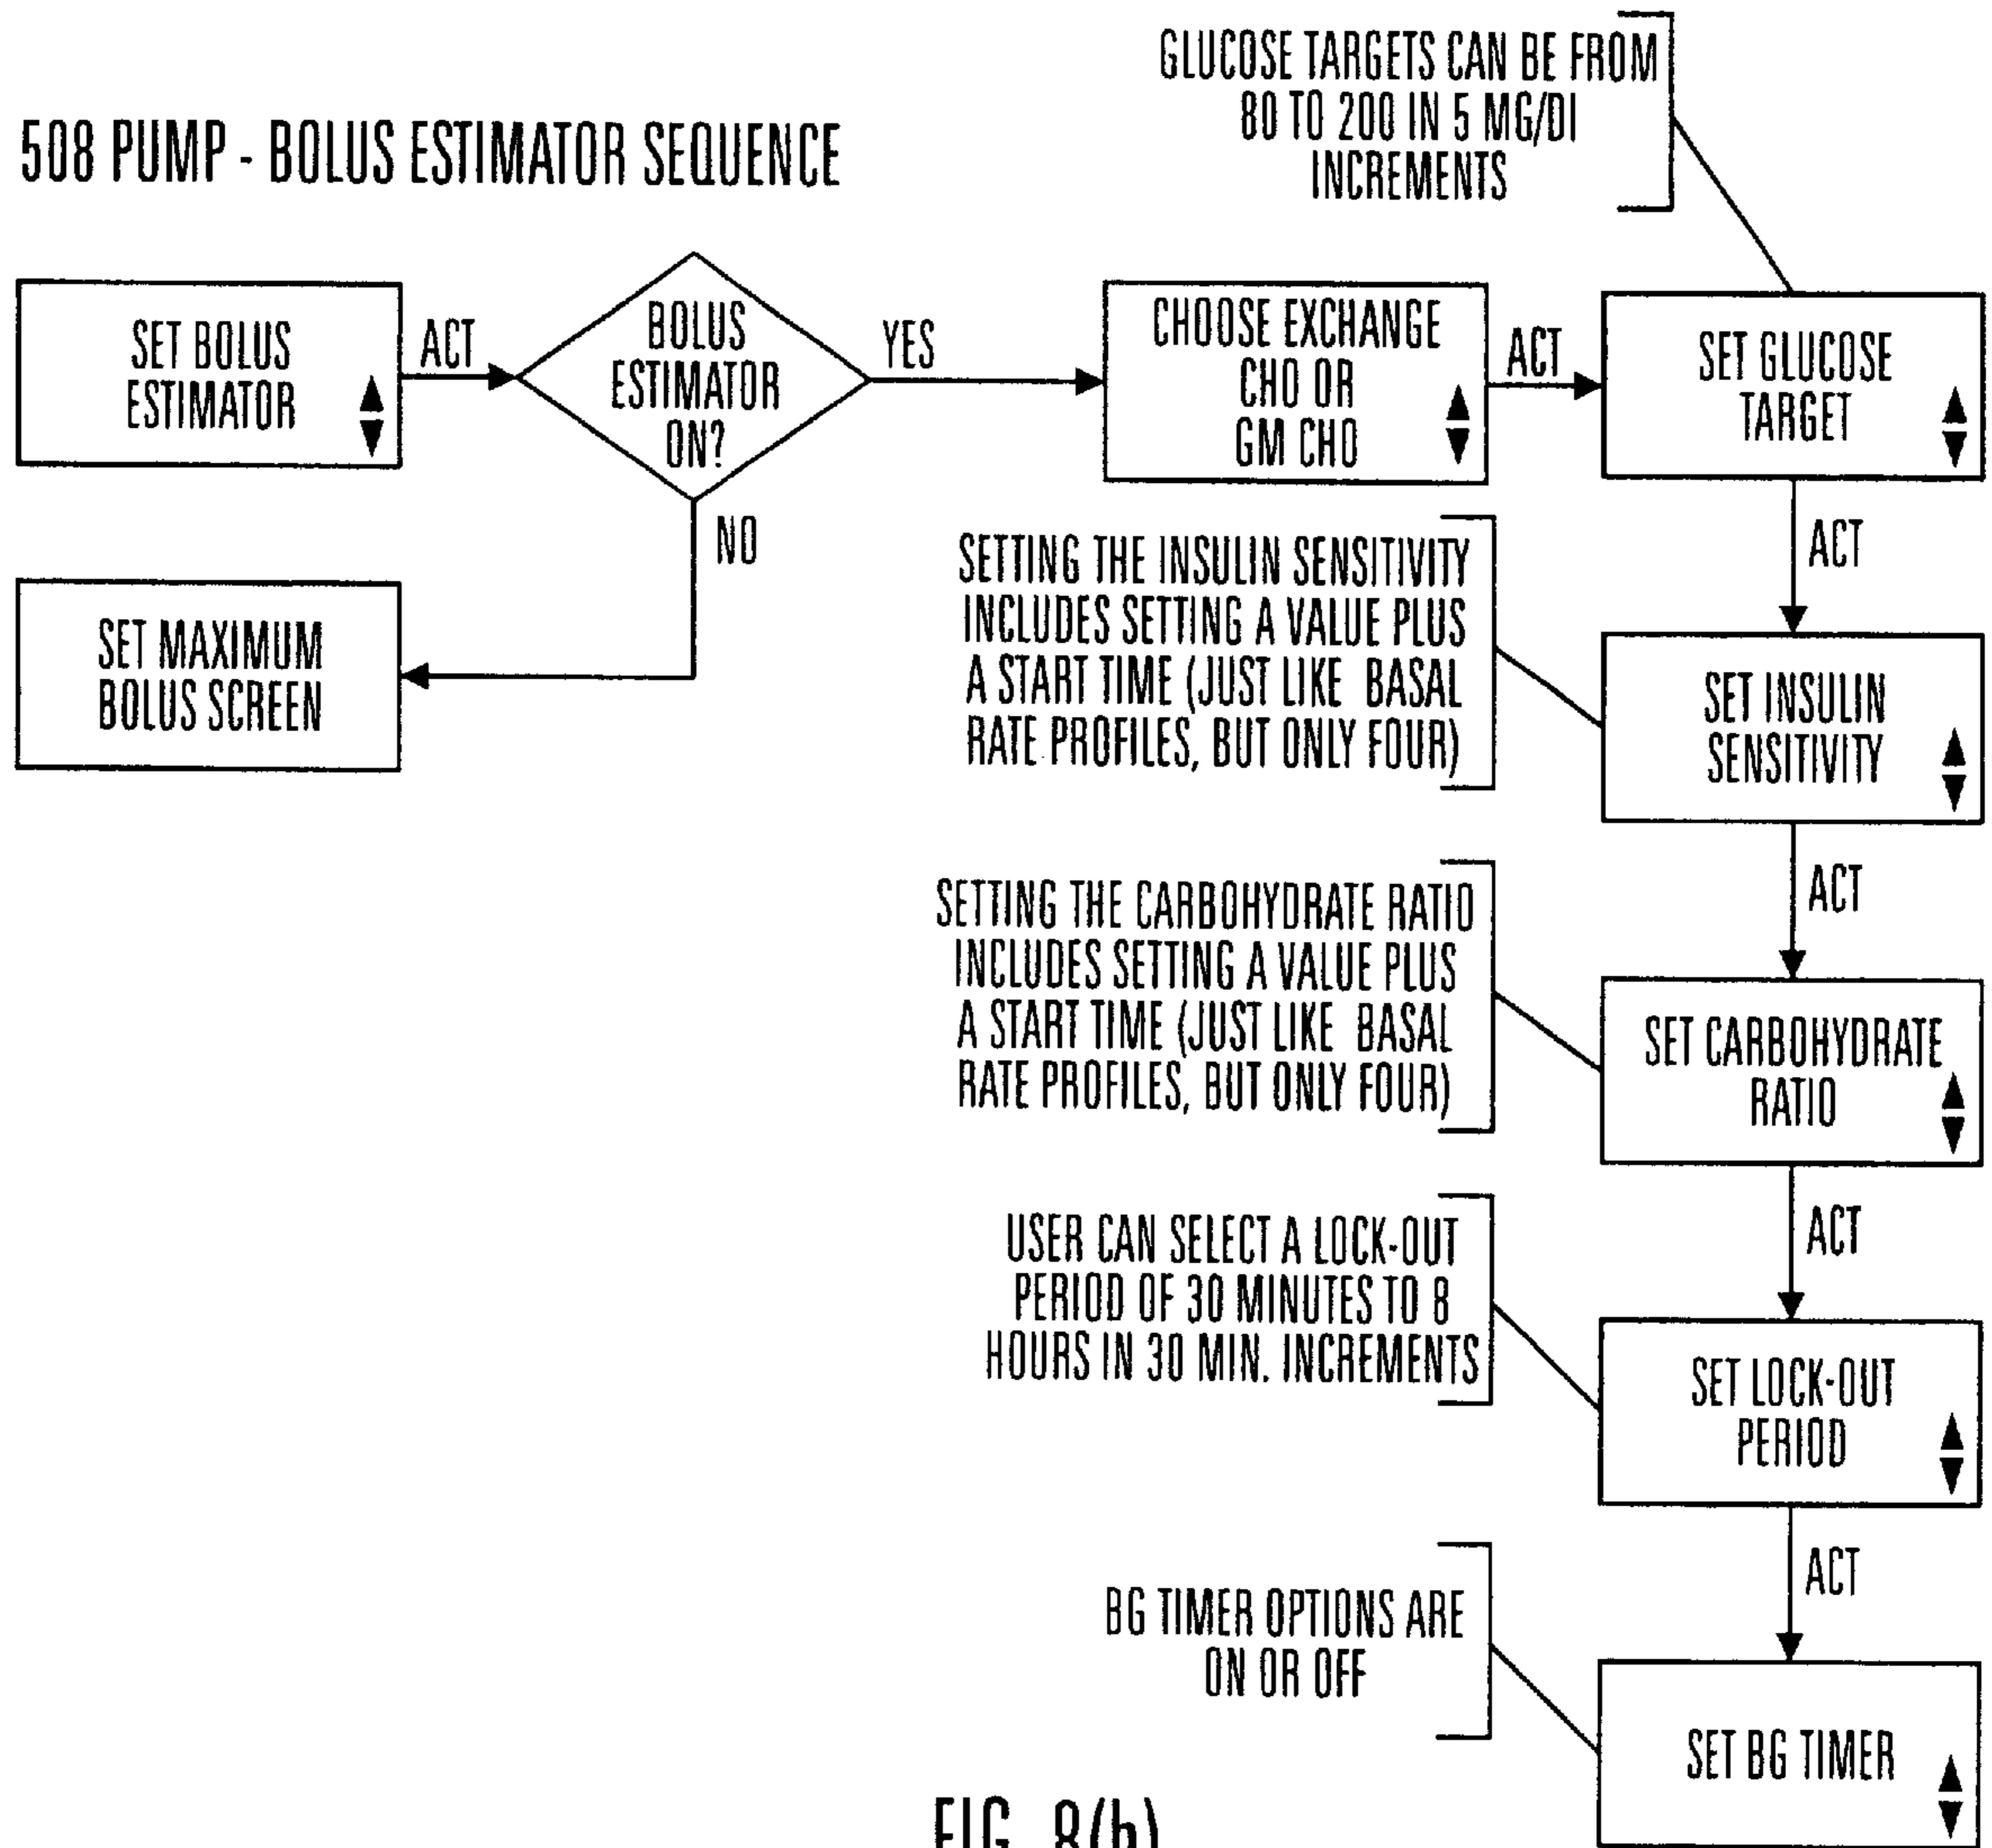 508 PUMP - BOLUS ESTIMATOR SEQUENCE
GLUCOSE TARGETS CAN BE FROM
80 TO 200 IN 5 MG/DI
INCREMENTS
SET BOLUS
ESTIMATOR
ACT
BOLUS
ESTIMATOR
ON?
YES
CHOOSE EXCHANGE
CHO OR
GM CHO
ACT
SET GLUCOSE
TARGET
NO
ACT
SET MAXIMUM
BOLUS SCREEN
SETTING THE INSULIN SENSITIVITY
INCLUDES SETTING A VALUE PLUS
A START TIME (JUST LIKE BASAL
RATE PROFILES, BUT ONLY FOUR)
SET INSULIN
SENSITIVITY
ACT
SETTING THE CARBOHYDRATE RATIO
INCLUDES SETTING A VALUE PLUS
A START TIME (JUST LIKE BASAL
RATE PROFILES, BUT ONLY FOUR)
SET CARBOHYDRATE
RATIO
ACT
USER CAN SELECT A LOCK-OUT
PERIOD OF 30 MINUTES TO 8
HOURS IN 30 MIN. INCREMENTS
SET LOCK-OUT
PERIOD
ACT
BG TIMER OPTIONS ARE
ON OR OFF
SET BG TIMER
FIG. 8(b)